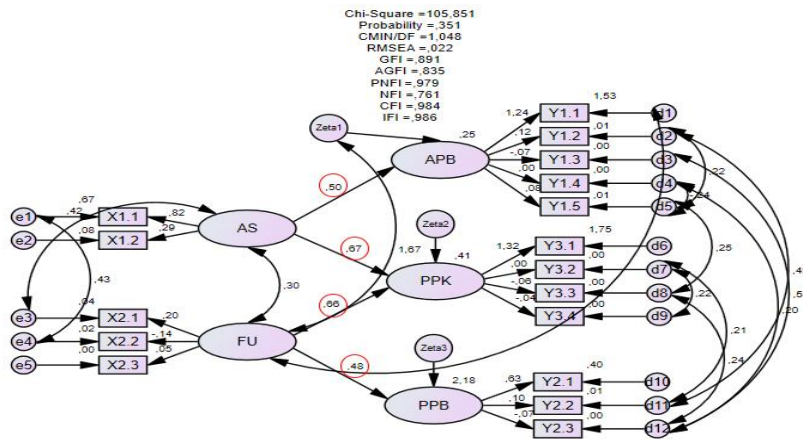 Chi-Square =105,851
Probability =,351
CMIN/DF =1,048
RMSEA =,022
GFI =,891
AGFI =,835
PNFI =,979
NFI =,761
CFI =,984
IFI =,986
Zeta1
,25
APB
1,24
,12
-,07
,00
,08
Y1.1
Y1.2
Y1.3
Y1.4
Y1.5
1,53
,01
,00
,00
,01
d1
d2
d3
d4
d5
,22
,24
,67
e1
,42
X1.1
,82
e2
,08
X1.2
,29
AS
,50
,67
,43
,30
Zeta2
1,67
,41
PPK
1,32
,00
-,06
-,04
Y3.1
Y3.2
Y3.3
Y3.4
1,75
,00
,00
,00
d6
d7
d8
d9
,25
,22
,21
,24
,20
e3
,04
X2.1
,20
e4
,02
X2.2
-,14
e5
,00
X2.3
,05
FU
,66
,48
Zeta3
2,18
PPB
,63
,10
-,07
Y2.1
Y2.2
Y2.3
,40
,01
,00
d10
d11
d12